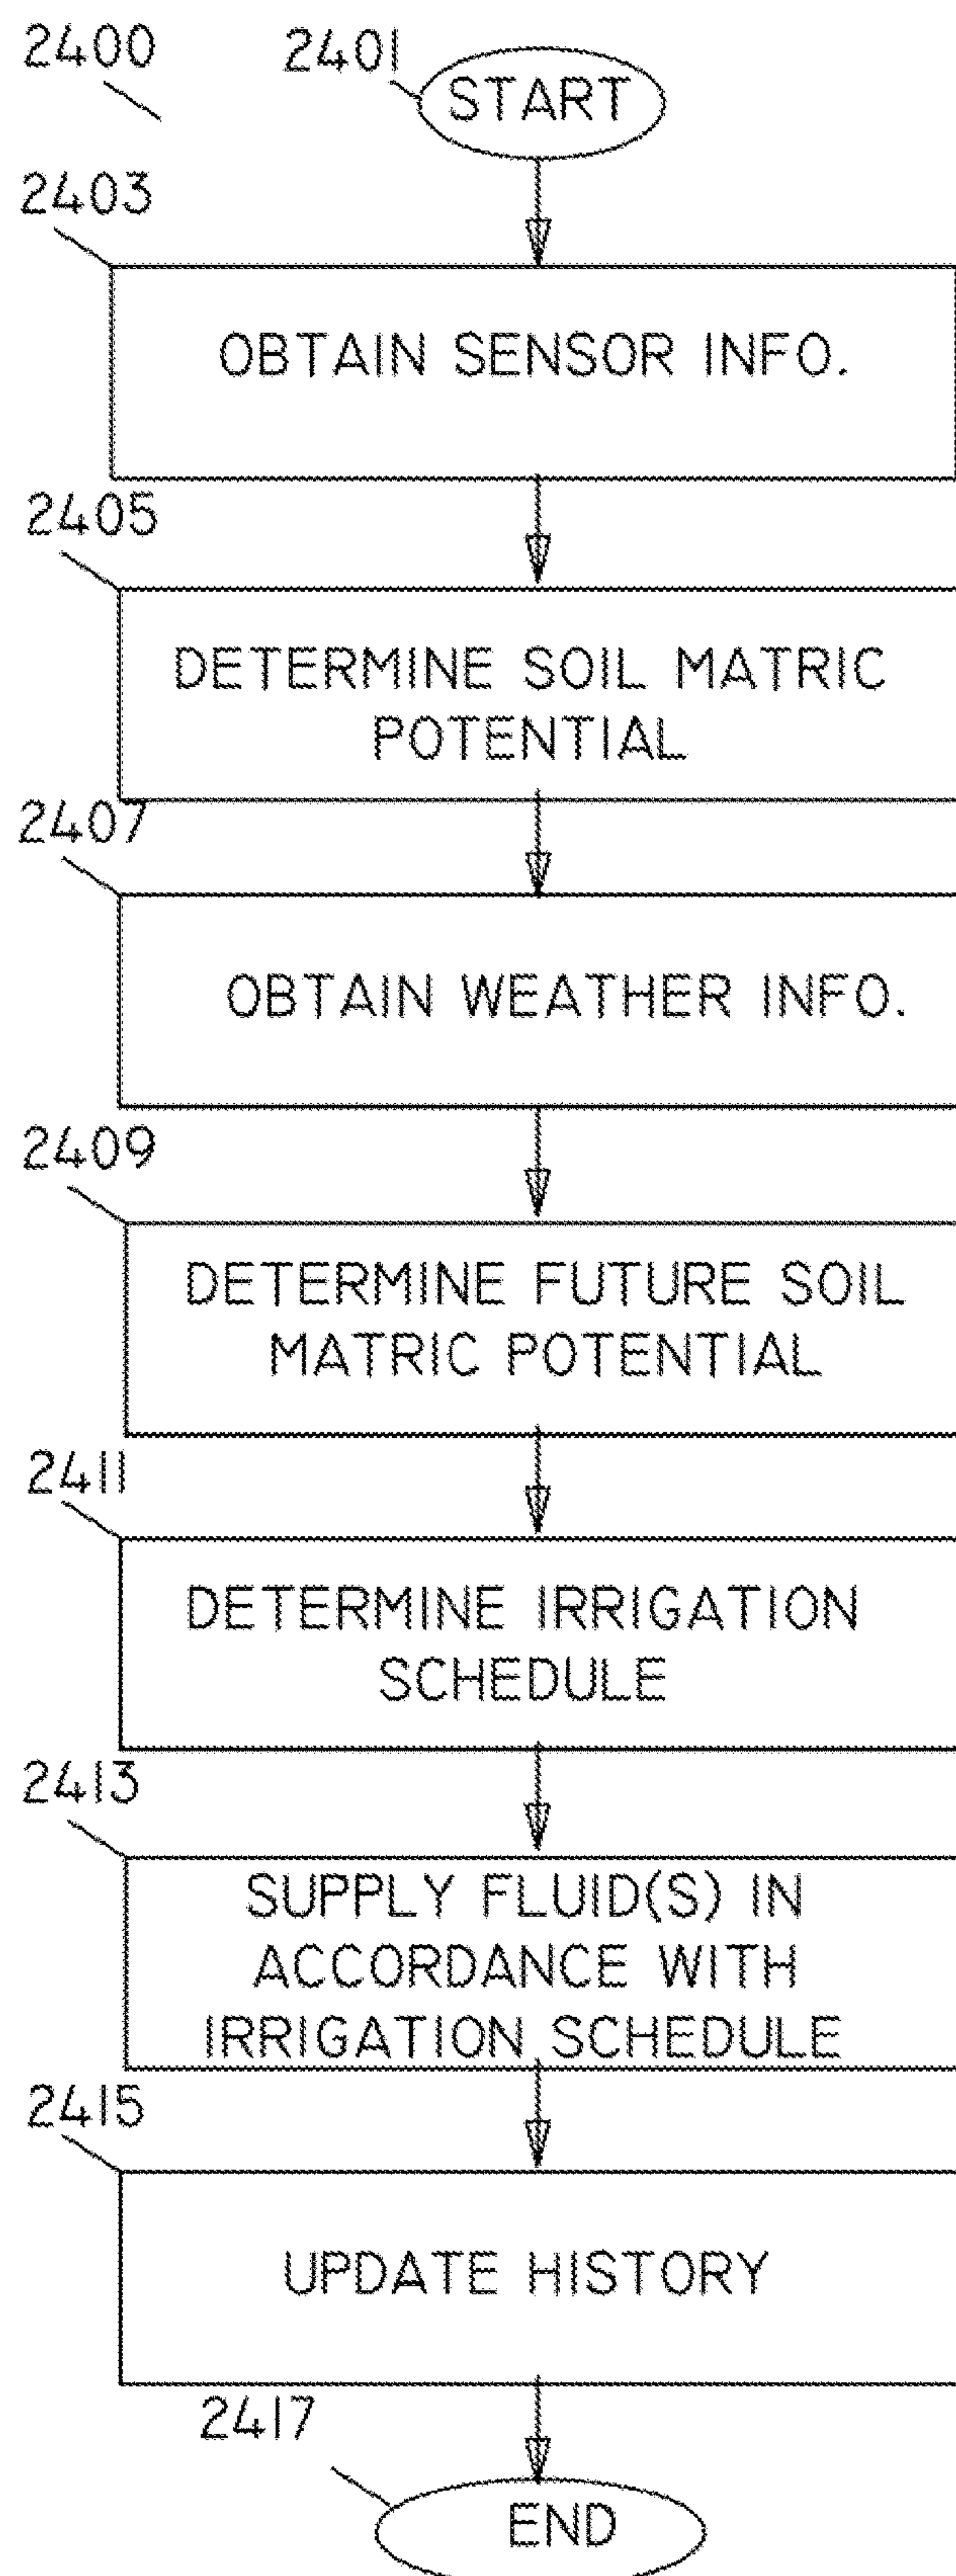 2400
2401
START
2403
OBTAIN SENSOR INFO.
2405
DETERMINE SOIL MATRIC
POTENTIAL
2407
OBTAIN WEATHER INFO.
2409
DETERMINE FUTURE SOIL
MATRIC POTENTIAL
2411
DETERMINE IRRIGATION
SCHEDULE
2413
SUPPLY FLUID(S) IN
ACCORDANCE WITH
IRRIGATION SCHEDULE
2415
UPDATE HISTORY
2417
END